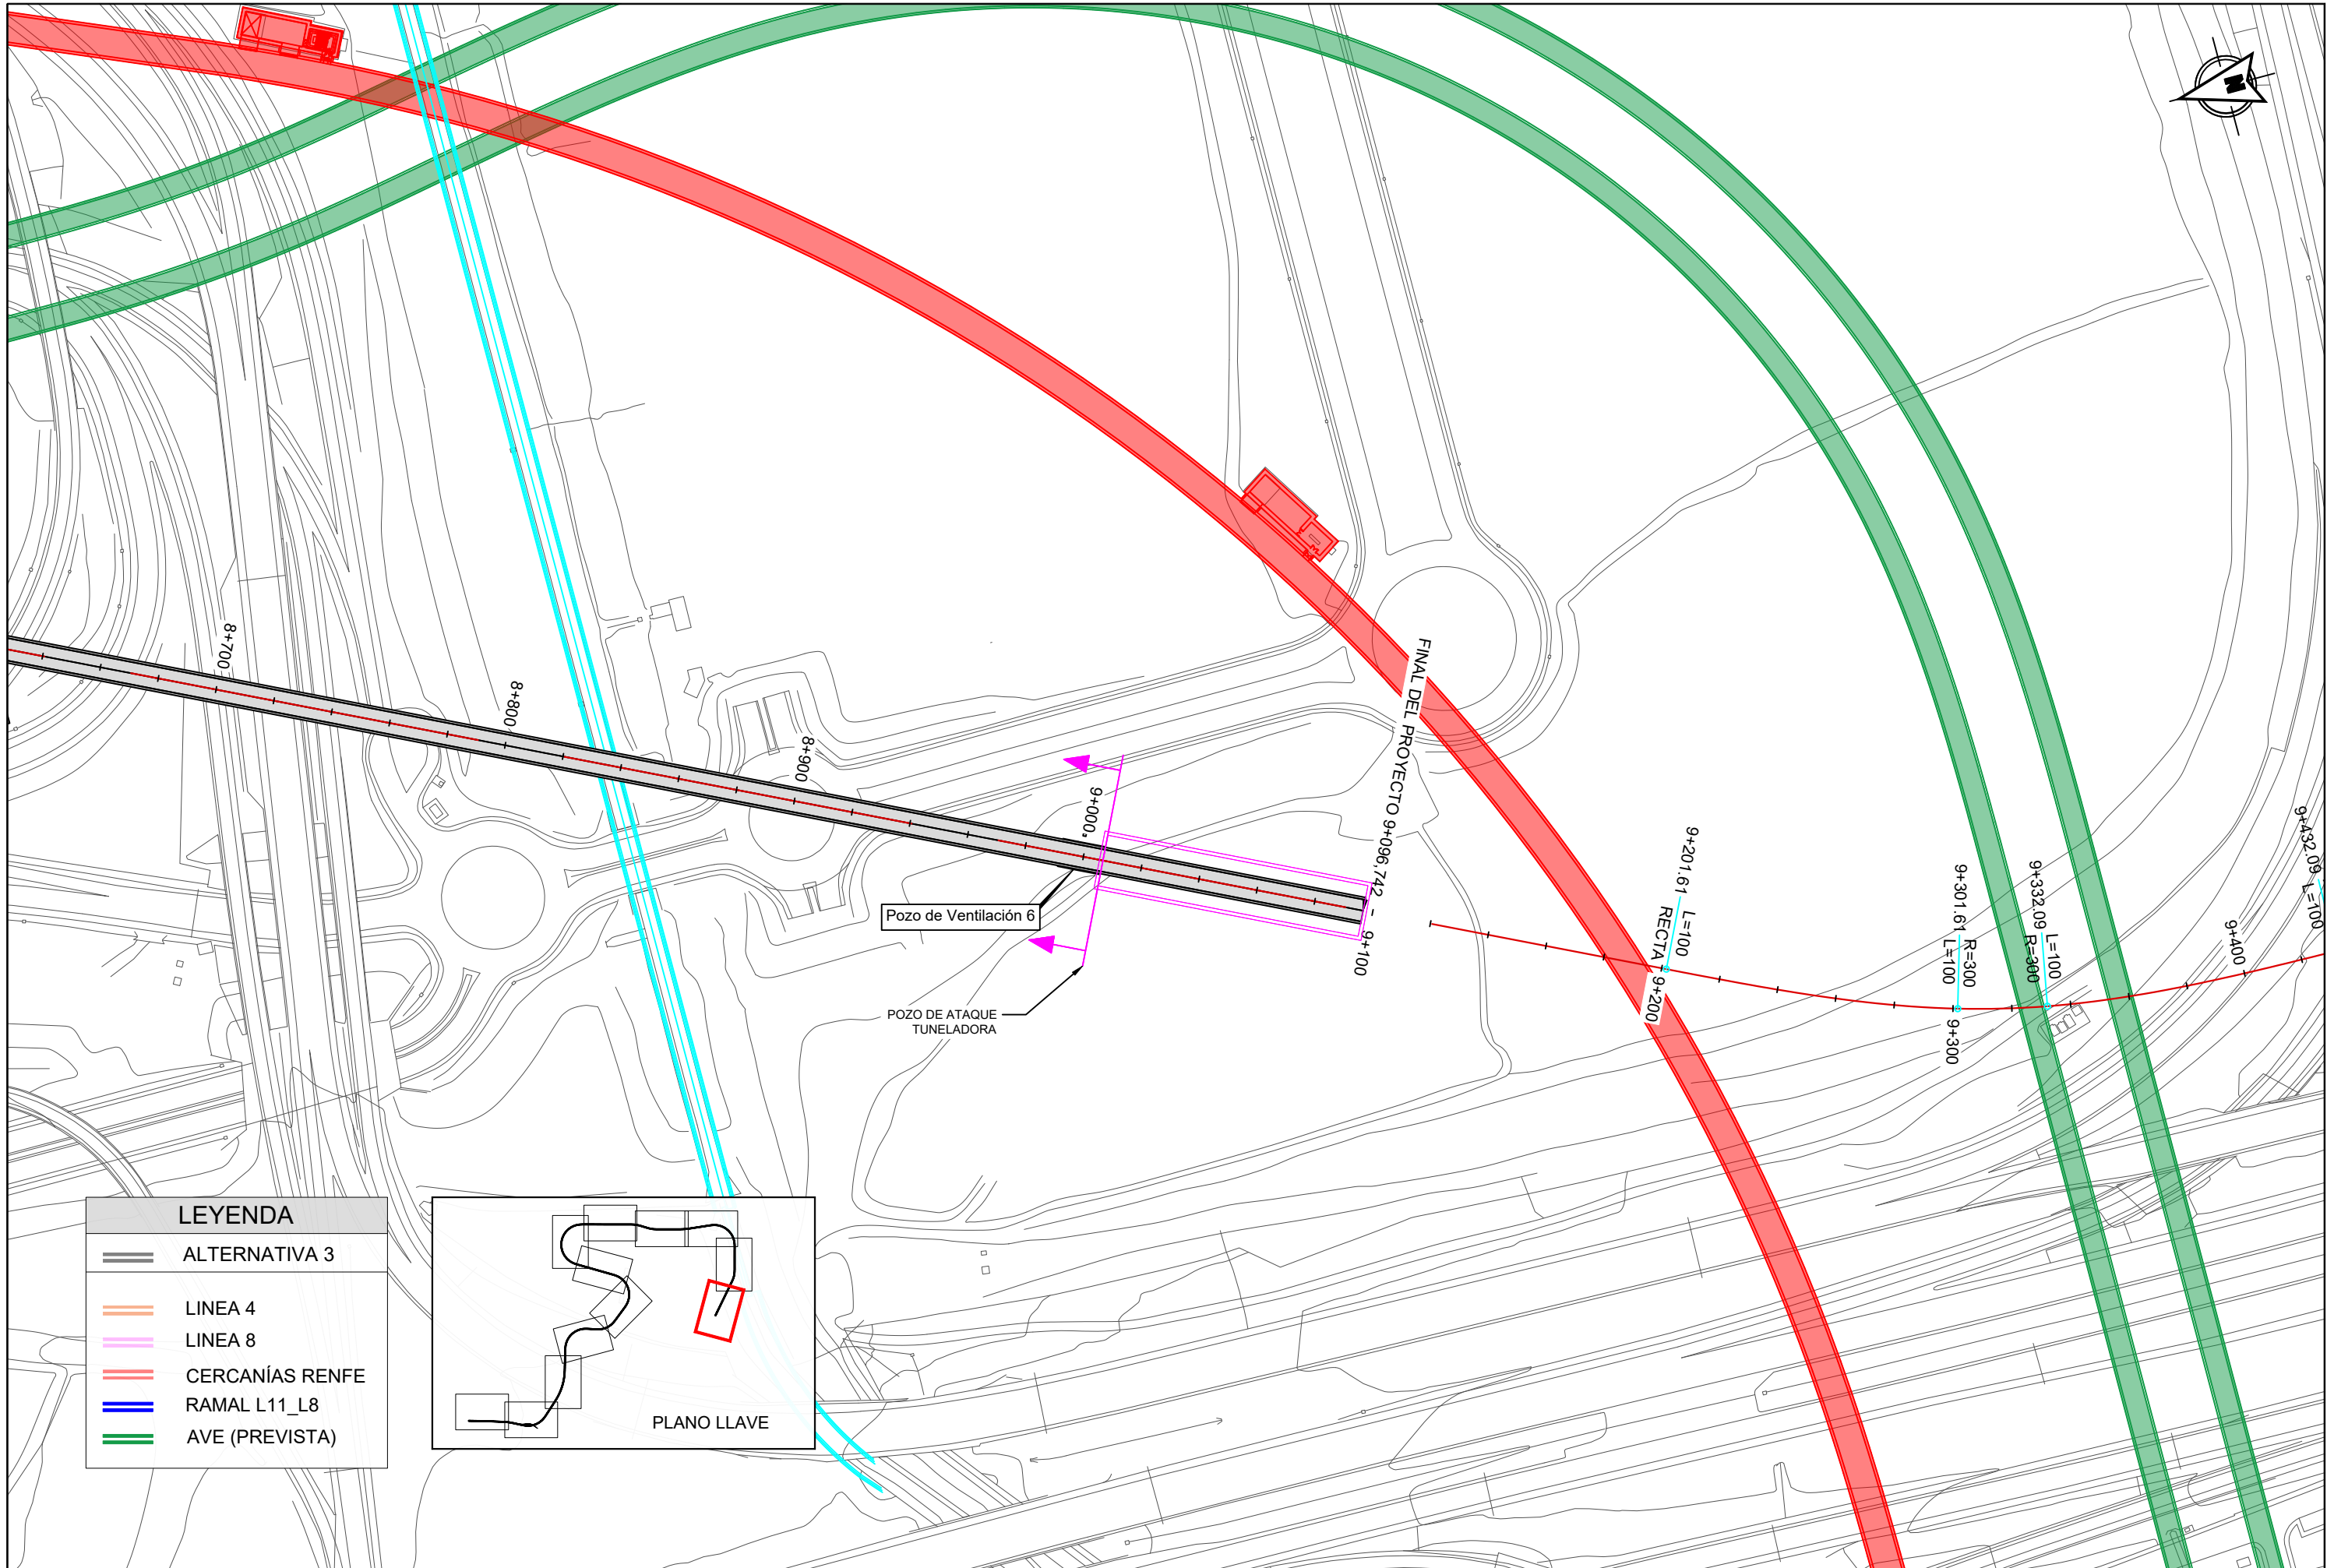 N
8+700
8+800
8+900
9+000
FINAL DEL PROYECTO 9+096,742
9+100
Pozo de Ventilación 6
POZO DE ATAQUE
TUNELADORA
9+201.61
L=100
RECTA
9+200
9+301.61
R=300
L=100
9+300
9+332.09
L=100
R=300
9+400
9+432.09
L=100
LEYENDA
ALTERNATIVA 3
LINEA 4
LINEA 8
CERCANÍAS RENFE
RAMAL L11_L8
AVE (PREVISTA)
PLANO LLAVE